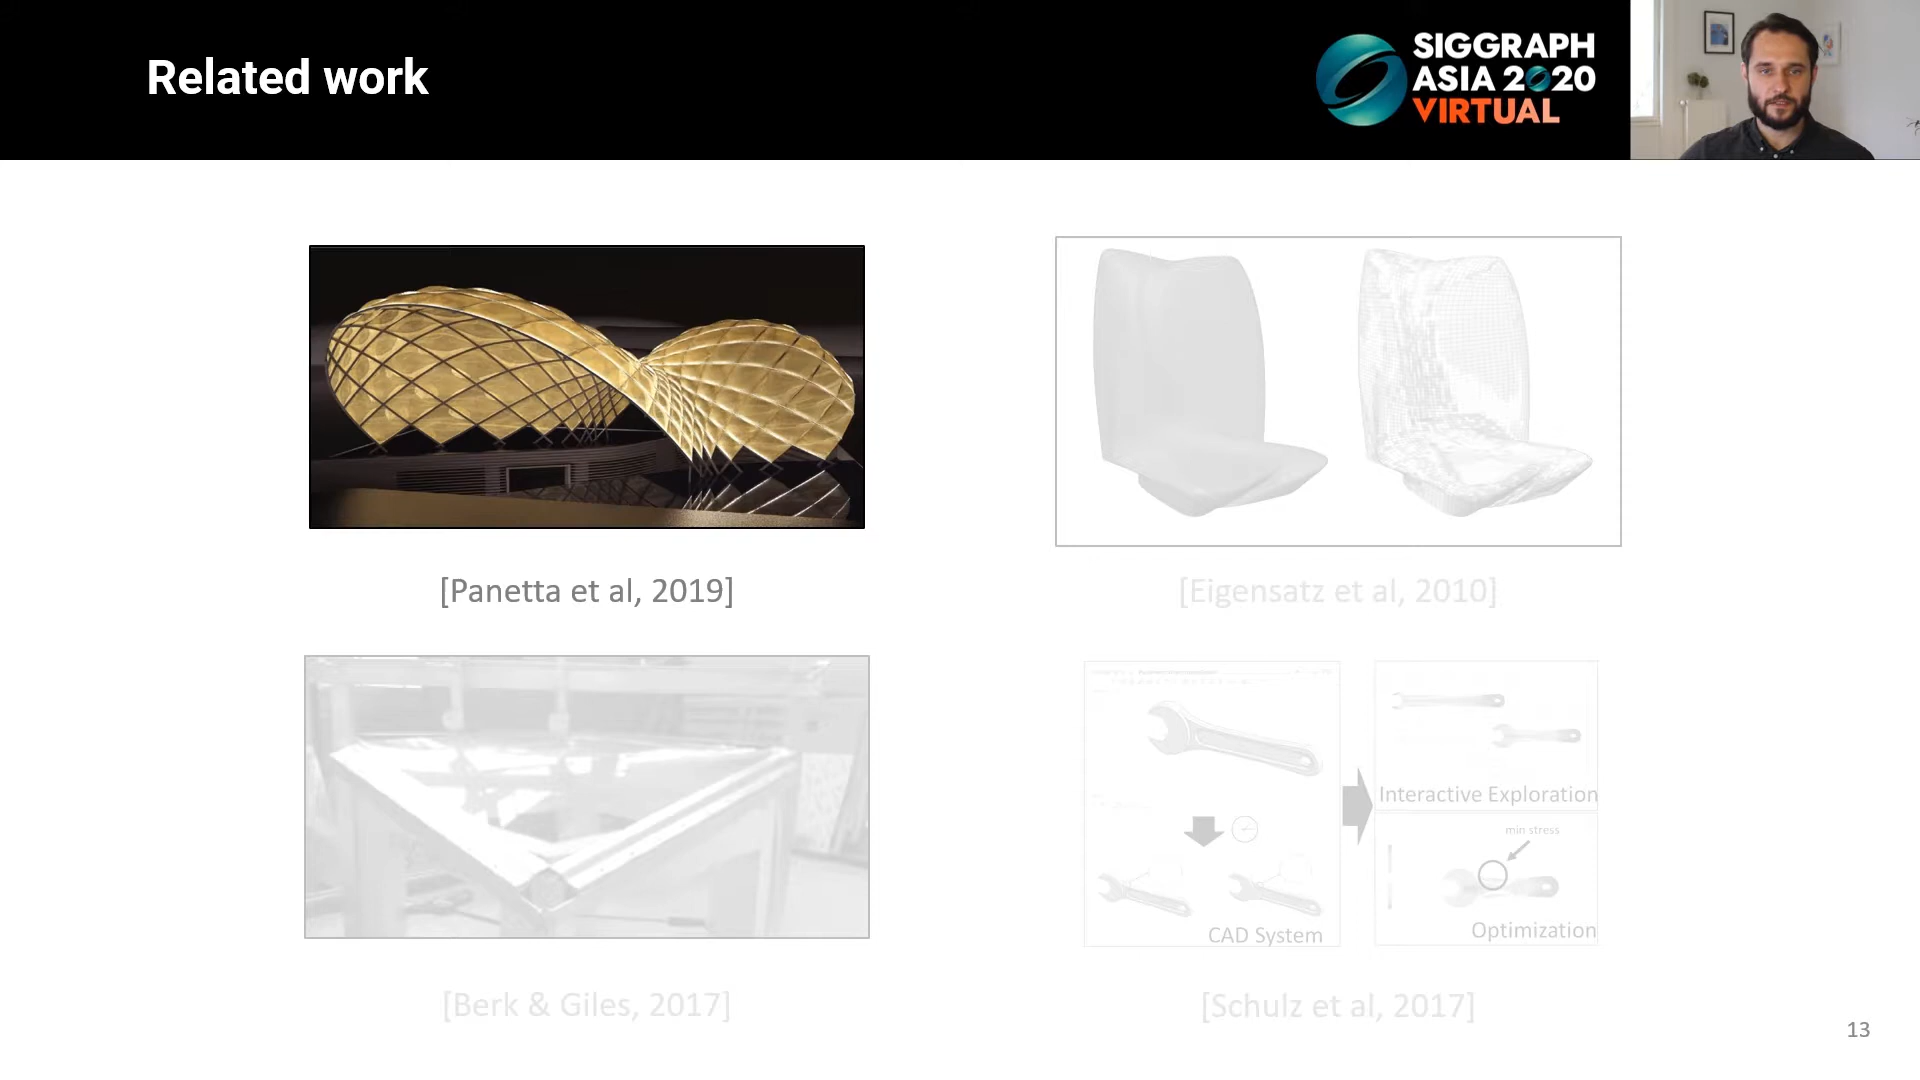 Related work
SIGGRAPH
ASIA 2020
VIRTUAL
[Panetta et al, 2019]
[Eigensatz et al, 2010]
[Berk & Giles, 2017]
Interactive Exploration
min stress
Optimization
CAD System
[Schulz et al, 2017]
13